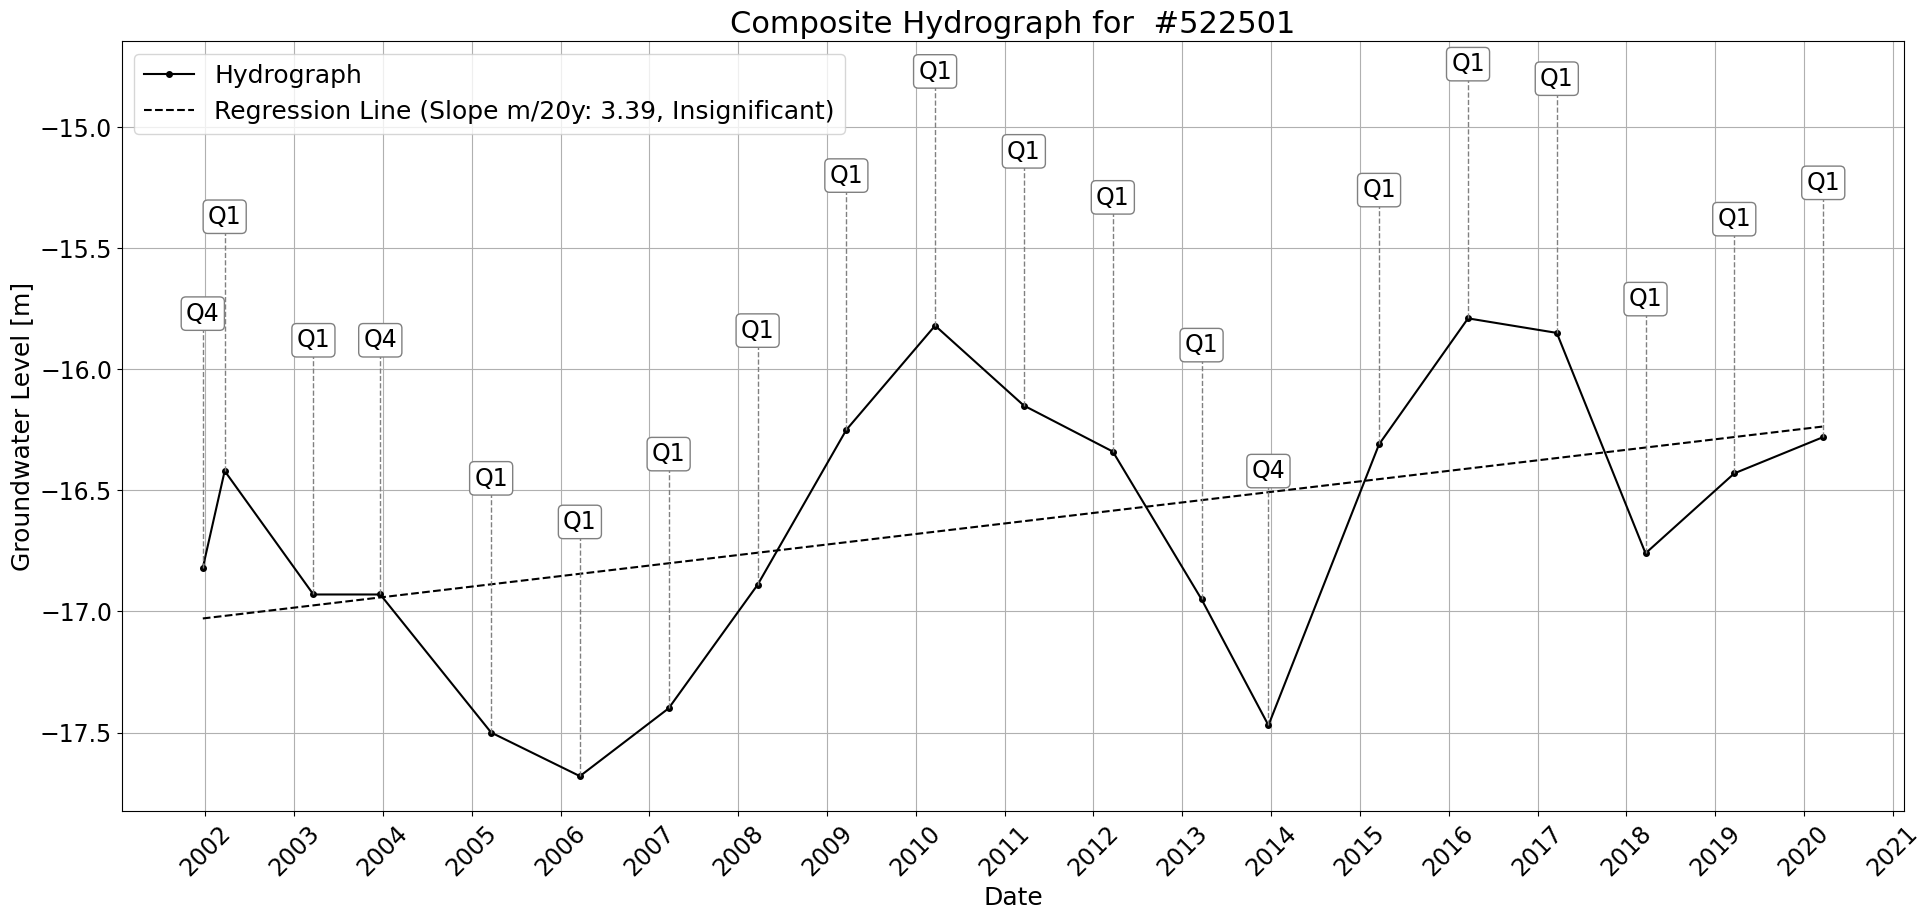 Composite Hydrograph for  #522501
Hydrograph
Regression Line (Slope m/20y: 3.39, Insignificant)
Groundwater Level [m]
−15.0
−15.5
−16.0
−16.5
−17.0
−17.5
Q4
Q1
Q1
Q4
Q1
Q1
Q1
Q1
Q1
Q1
Q1
Q1
Q1
Q4
Q1
Q1
Q1
Q1
Q1
Q1
2002
2003
2004
2005
2006
2007
2008
2009
2010
2011
2012
2013
2014
2015
2016
2017
2018
2019
2020
2021
Date